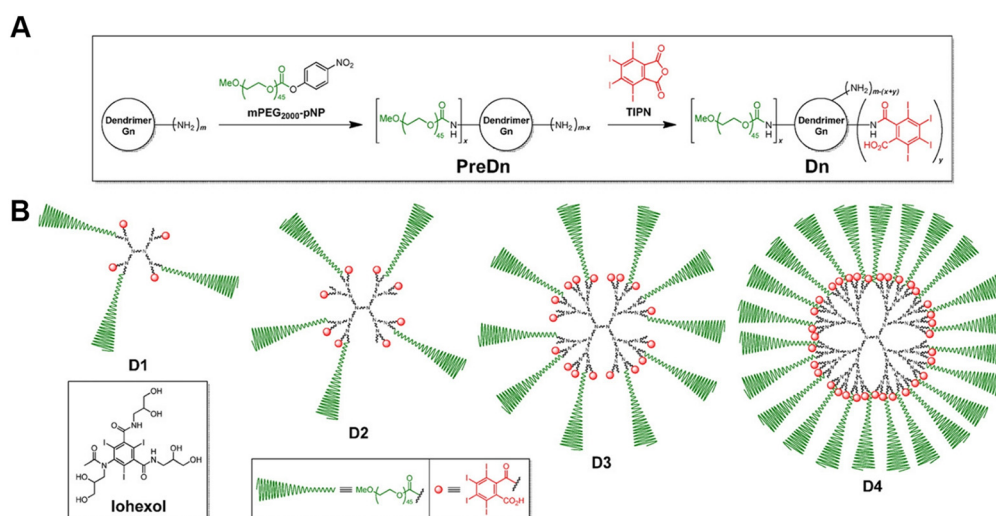 A
MeO O 45 O O NO2
mPEG2000-pNP
I I I I O O O
TIPN
Dendrimer Gn (NH2)m
MeO O 45 O N H x Dendrimer Gn (NH2)m-x
PreDn
MeO O 45 O N H x Dendrimer Gn (NH2)m-(x+y) N H O HO2C I I I I y
Dn
B
D1
D2
D3
D4
HO OH O NH I I O N O N H OH OH I HO OH
Iohexol
MeO O 45 O
I I I I O CO2H